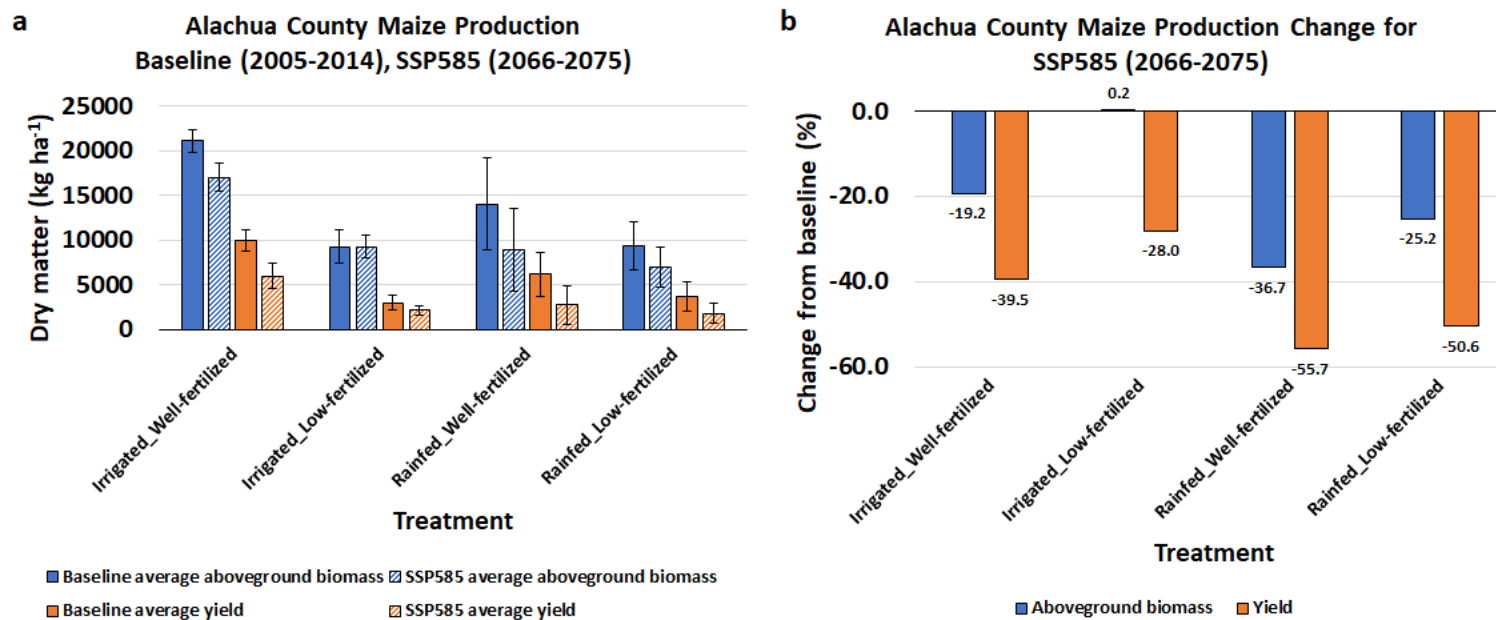 a
Alachua County Maize Production
Baseline (2005-2014), SSP585 (2066-2075)
Dry matter (kg ha-1)
25000
20000
15000
10000
5000
0
Irrigated_Well-fertilized
Irrigated_Low-fertilized
Rainfed_Well-fertilized
Rainfed_Low-fertilized
Treatment
Baseline average aboveground biomass
SSP585 average aboveground biomass
Baseline average yield
SSP585 average yield
b
Alachua County Maize Production Change for
SSP585 (2066-2075)
Change from baseline (%)
0.0
-20.0
-40.0
-60.0
-19.2
-39.5
0.2
-28.0
-36.7
-55.7
-25.2
-50.6
Irrigated_Well-fertilized
Irrigated_Low-fertilized
Rainfed_Well-fertilized
Rainfed_Low-fertilized
Treatment
Aboveground biomass
Yield